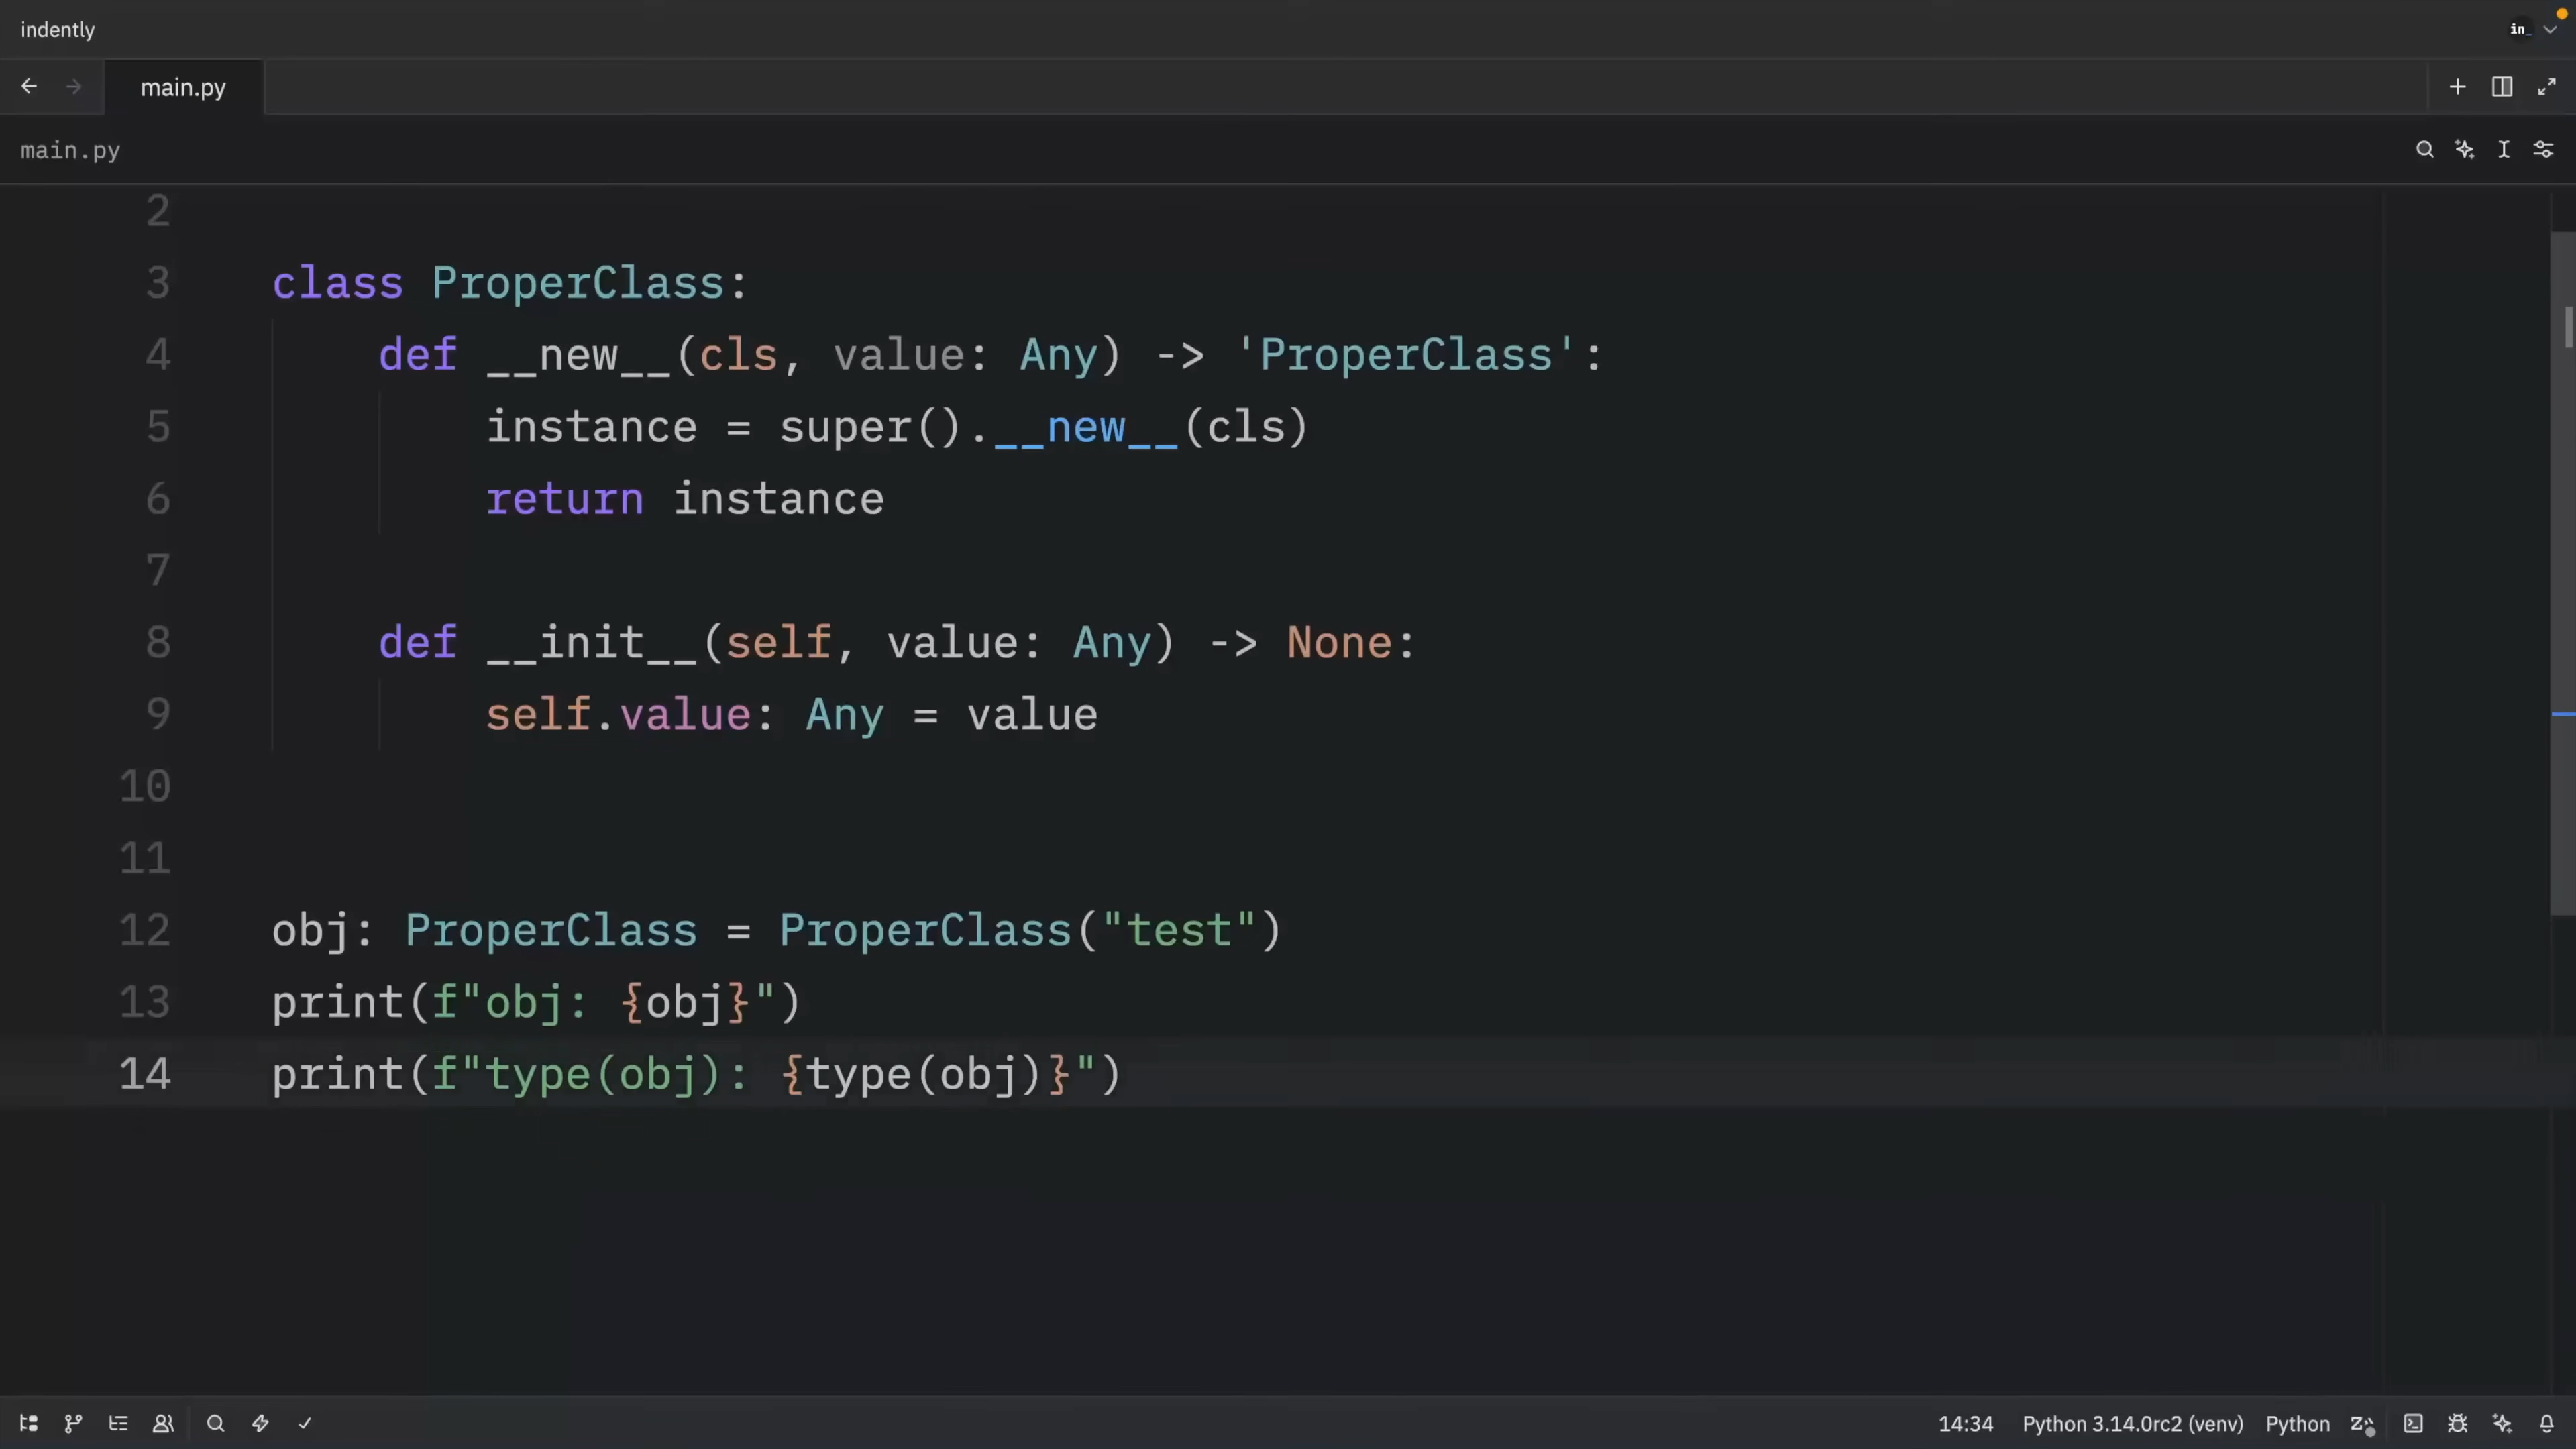 indently
in_
main.py
main.py
2
3 class ProperClass:
4     def __new__(cls, value: Any) -> 'ProperClass':
5         instance = super().__new__(cls)
6         return instance
7
8     def __init__(self, value: Any) -> None:
9         self.value: Any = value
10
11
12 obj: ProperClass = ProperClass("test")
13 print(f"obj: {obj}")
14 print(f"type(obj): {type(obj)}")
14:34 Python 3.14.0rc2 (venv) Python